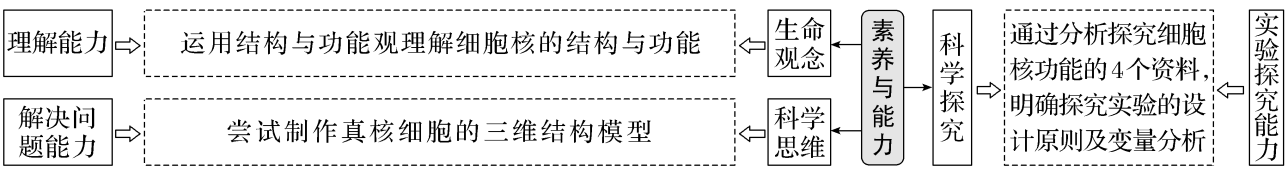 理解能力
运用结构与功能观理解细胞核的结构与功能
生命
观念
解决问
题能力
尝试制作真核细胞的三维结构模型
科学
思维
素养与能力
科学探究
通过分析探究细胞
核功能的4个资料，
明确探究实验的设
计原则及变量分析
实验探究能力